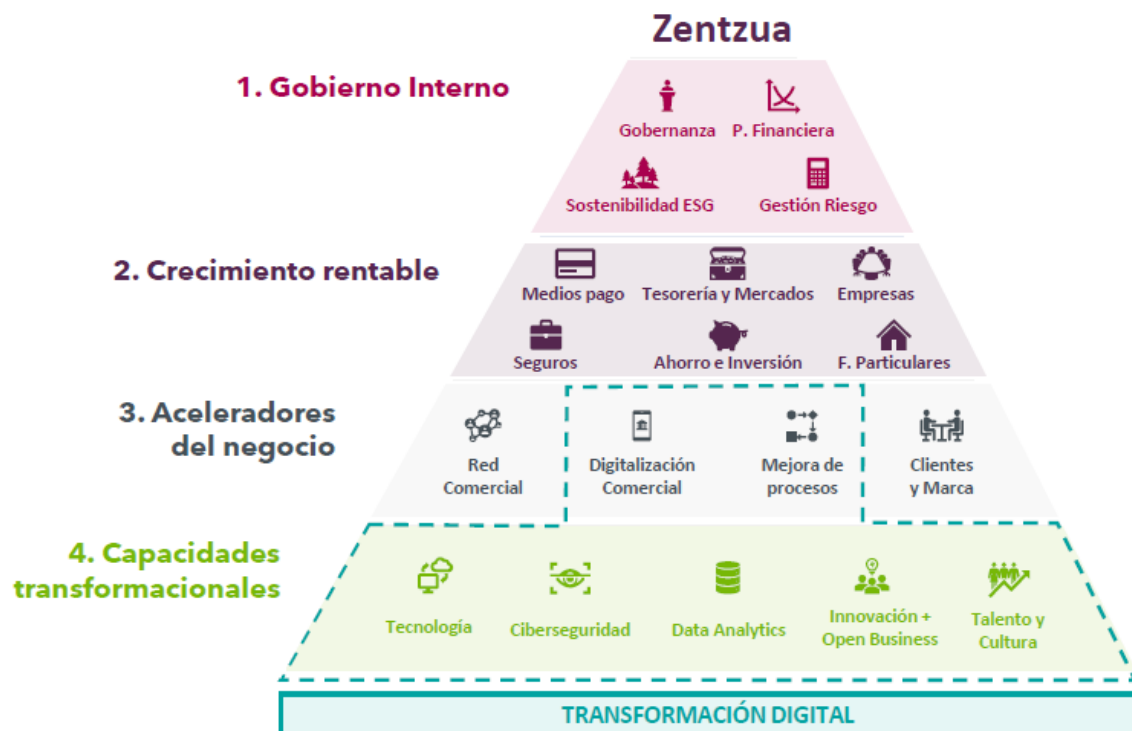 Zentzua
1. Gobierno Interno
Gobernanza
P. Financiera
Sostenibilidad ESG
Gestión Riesgo
2. Crecimiento rentable
Medios pago
Tesorería y Mercados
Empresas
Seguros
Ahorro e Inversión
F. Particulares
3. Aceleradores
del negocio
Red
Comercial
Digitalización
Comercial
Mejora de
procesos
Clientes
y Marca
4. Capacidades
transformacionales
Tecnología
Ciberseguridad
Data Analytics
Innovación +
Open Business
Talento y
Cultura
TRANSFORMACIÓN DIGITAL